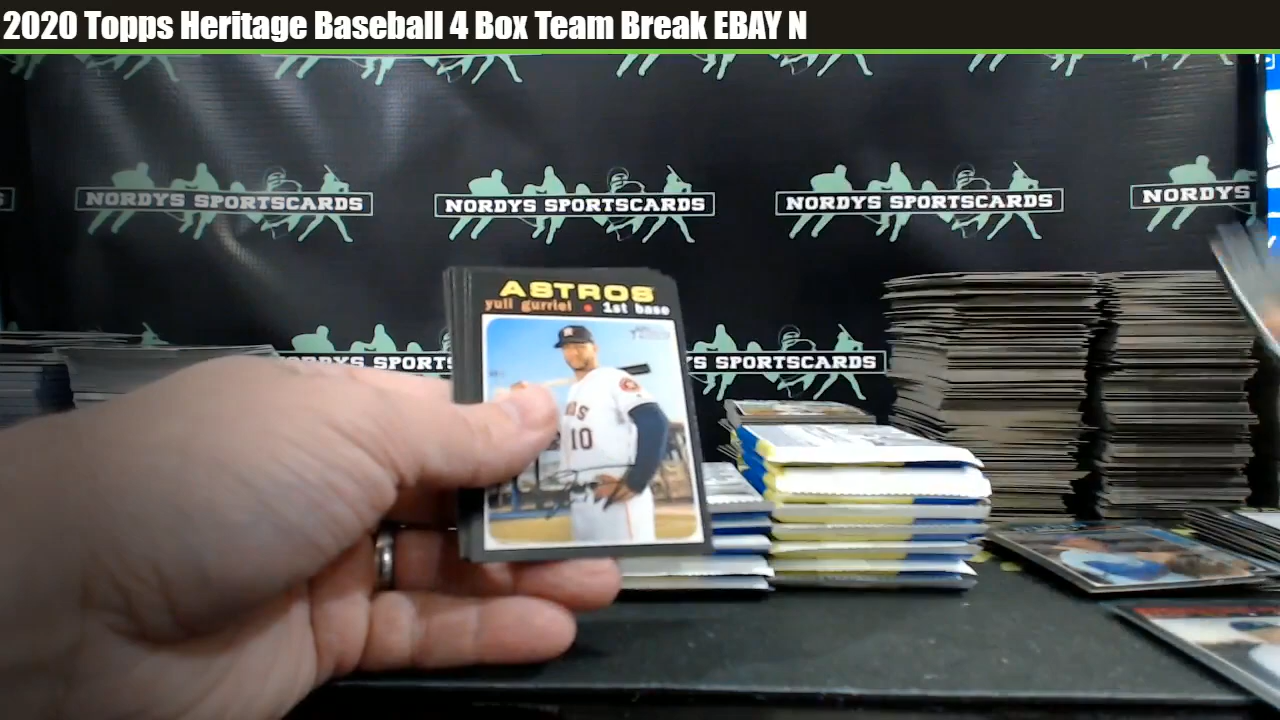 2020 Topps Heritage Baseball 4 Box Team Break EBAY N
NORDYS SPORTSCARDS
NORDYS SPORTSCARDS
NORDYS SPORTSCARDS
NORDYS
NORDYS SPORTSCARDS
S SPORTSCARDS
ASTROS
yuli gurriel • 1st base
10